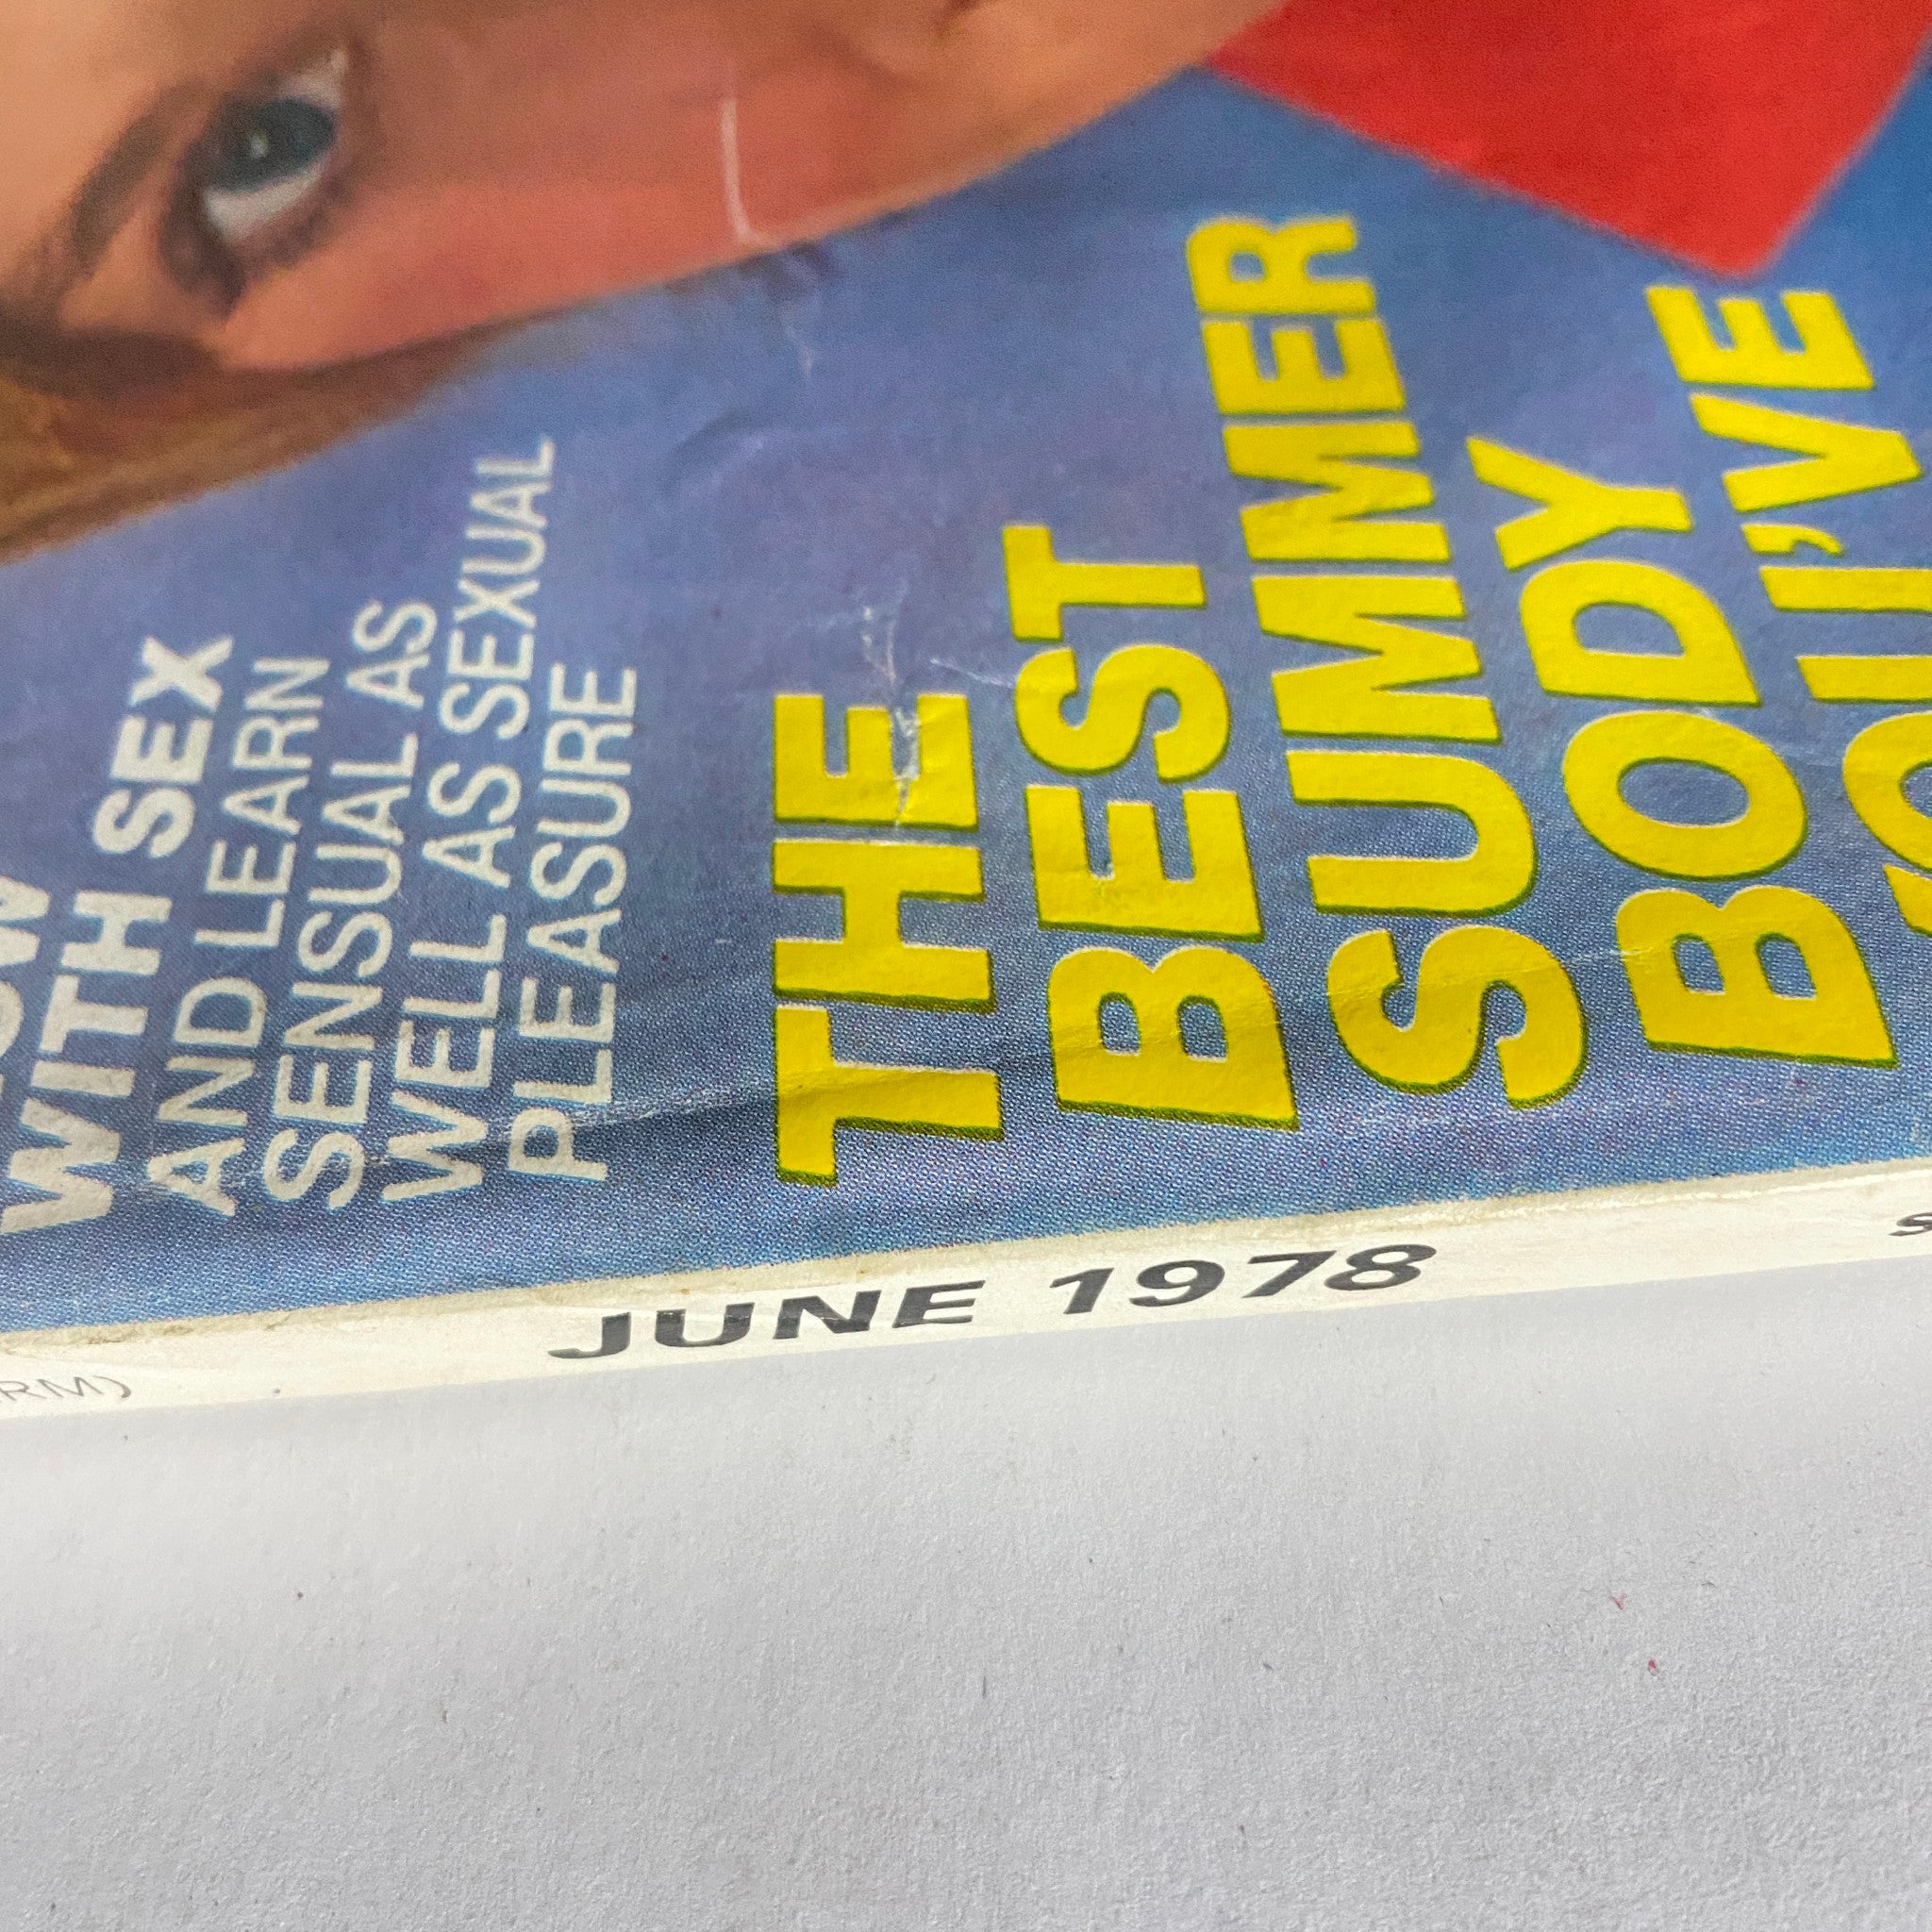 WITH SEX
AND LEARN
SENSUAL AS
WELL AS SEXUAL
PLEASURE
THE
BEST
SUMMER
BODY
JUNE 1978